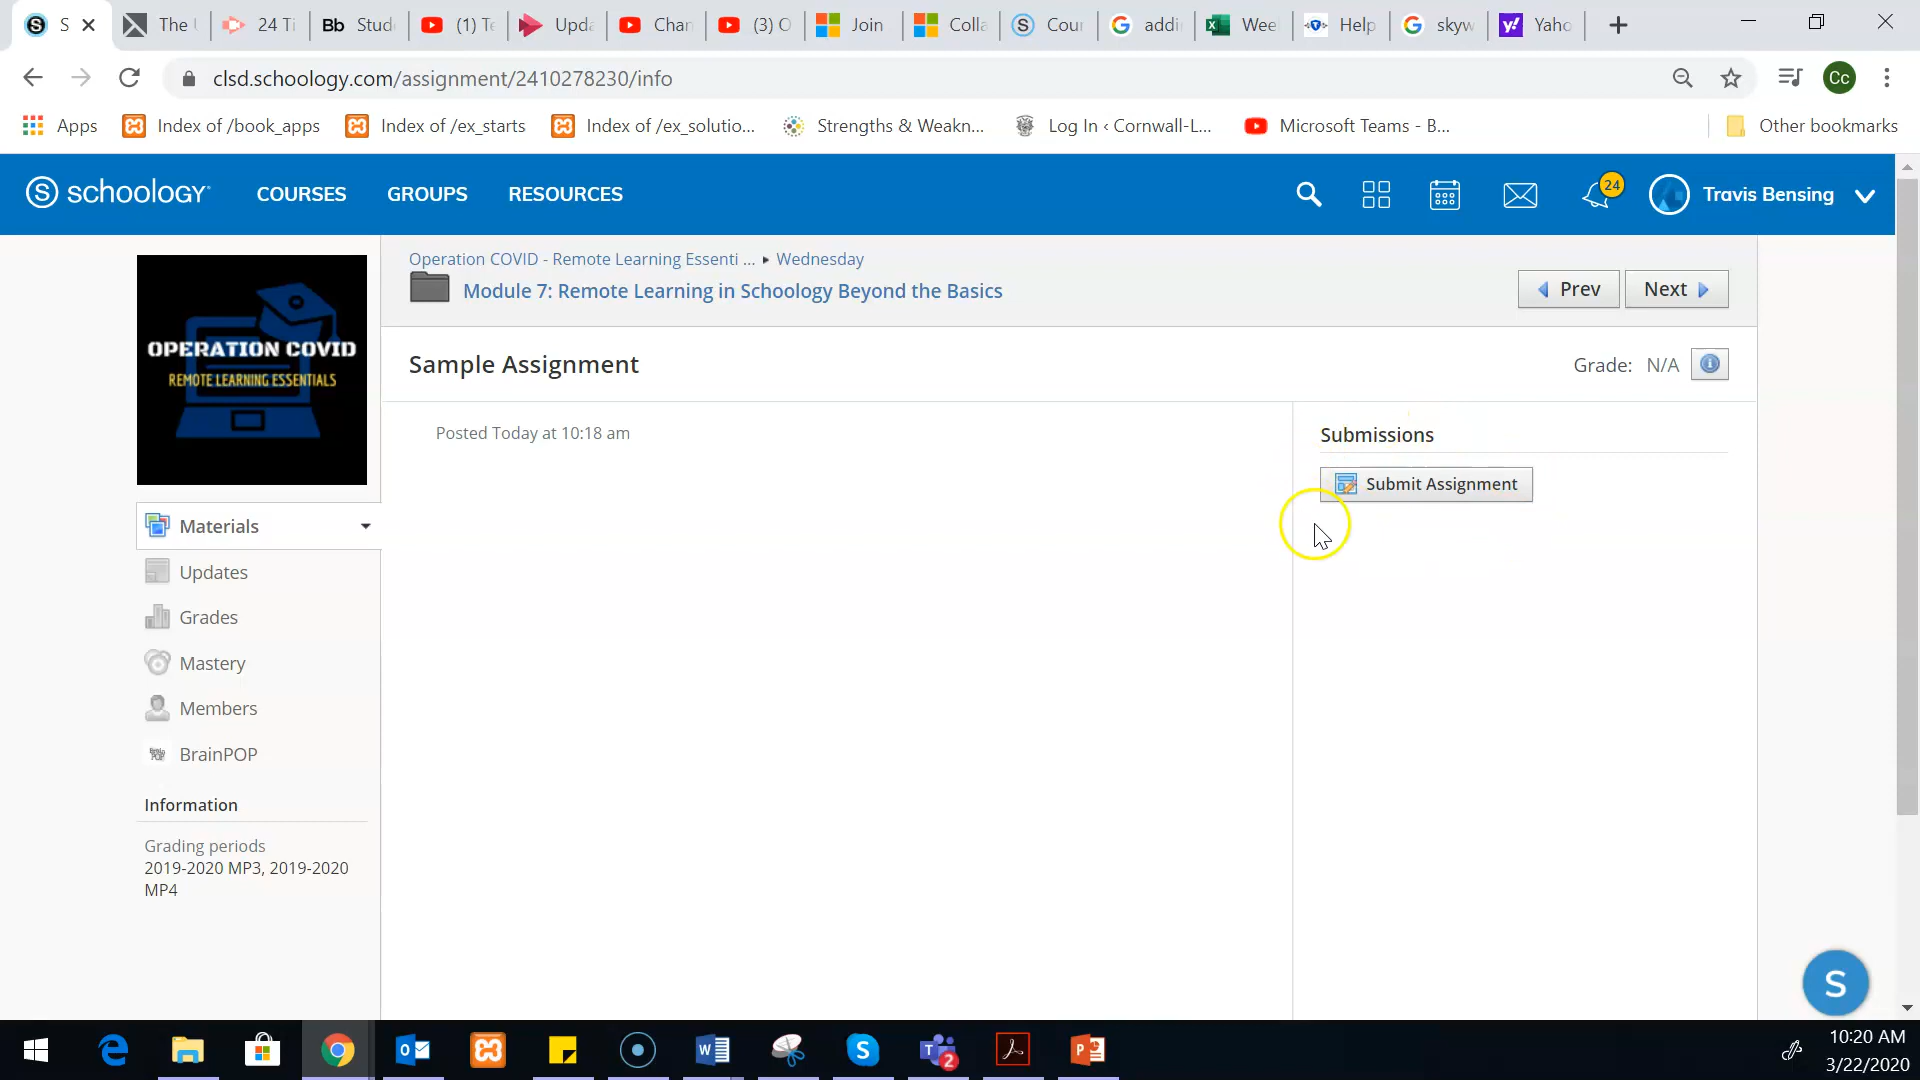 S
The
24 Ti
Bb Stude
(1) Te
Upda
Chan
(3) O
Join
Colla
Cour
addi
Wee
Help
skyw
Yaho
clsd.schoology.com/assignment/2410278230/info
Cc
Apps
Index of /book_apps
Index of /ex_starts
Index of /ex_solutio...
Strengths & Weakn...
Log In ‹ Cornwall-L...
Microsoft Teams - B...
Other bookmarks
S schoology
COURSES
GROUPS
RESOURCES
24
Travis Bensing
OPERATION COVID
REMOTE LEARNING ESSENTIALS
Operation COVID - Remote Learning Essenti ... ▸ Wednesday
Module 7: Remote Learning in Schoology Beyond the Basics
Prev
Next
Sample Assignment
Grade: N/A
Posted Today at 10:18 am
Submissions
Submit Assignment
Materials
Updates
Grades
Mastery
Members
BrainPOP
Information
Grading periods
2019-2020 MP3, 2019-2020
MP4
S
2
10:20 AM
3/22/2020